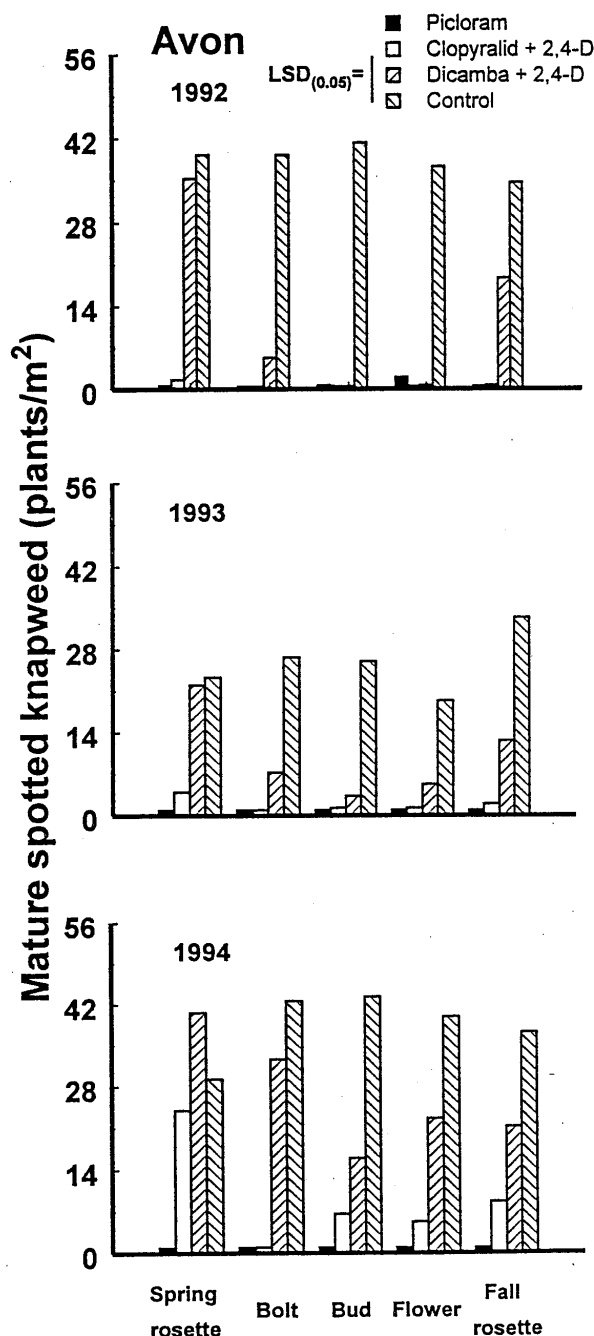 Avon
Picloram
Clopyralid + 2,4-D
LSD(0.05)=
Dicamba + 2,4-D
Control
Mature spotted knapweed (plants/m²)
1992
56
42
28
14
0
1993
56
42
28
14
0
1994
56
42
28
14
0
Spring rosette
Bolt
Bud
Flower
Fall rosette